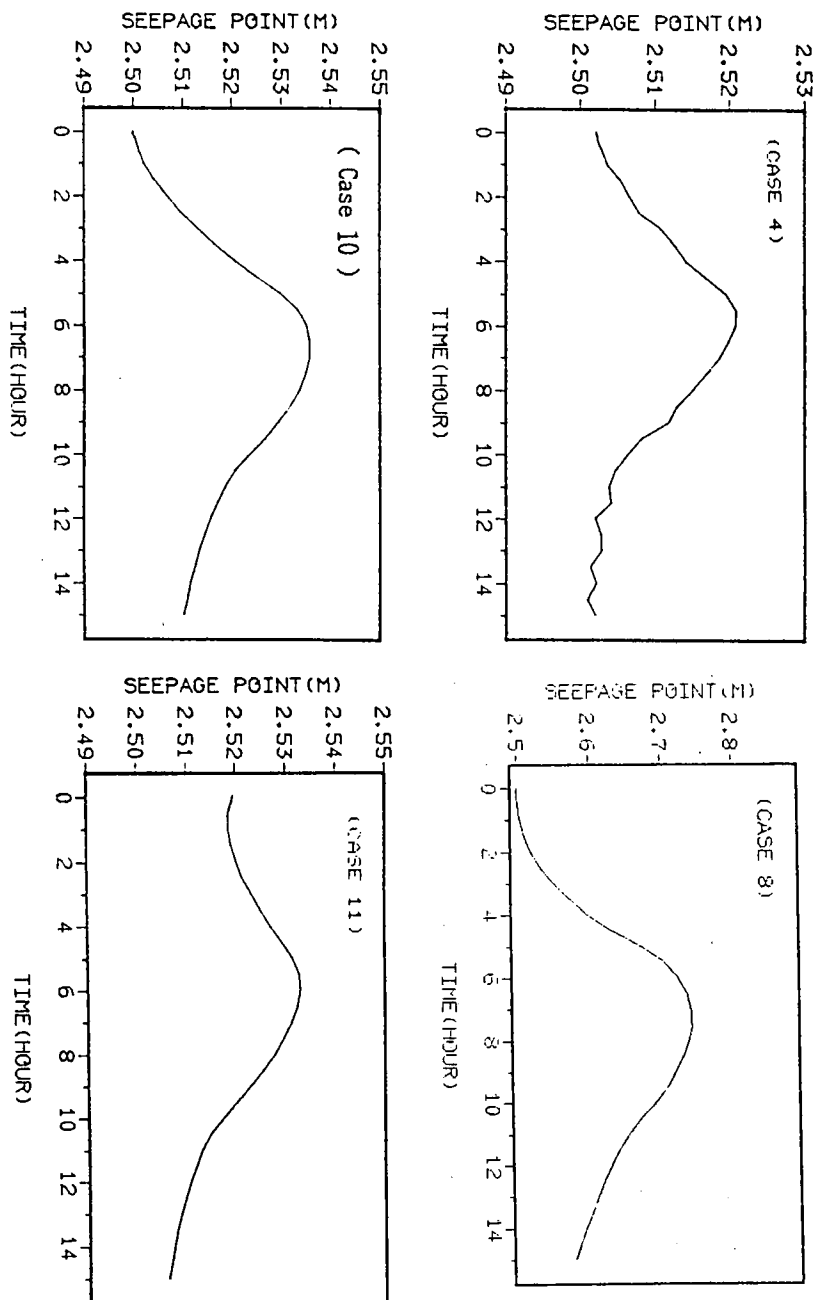 SEEPAGE POINT(M)
2.53
2.52
2.51
2.50
2.49
(CASE 4)
0 2 4 6 8 10 12 14
TIME(HOUR)
SEEPAGE POINT(M)
2.8
2.7
2.6
2.5
(CASE 8)
0 2 4 6 8 10 12 14
TIME(HOUR)
SEEPAGE POINT(M)
2.55
2.54
2.53
2.52
2.51
2.50
2.49
( Case 10 )
0 2 4 6 8 10 12 14
TIME(HOUR)
SEEPAGE POINT(M)
2.55
2.54
2.53
2.52
2.51
2.50
2.49
(CASE 11)
0 2 4 6 8 10 12 14
TIME(HOUR)